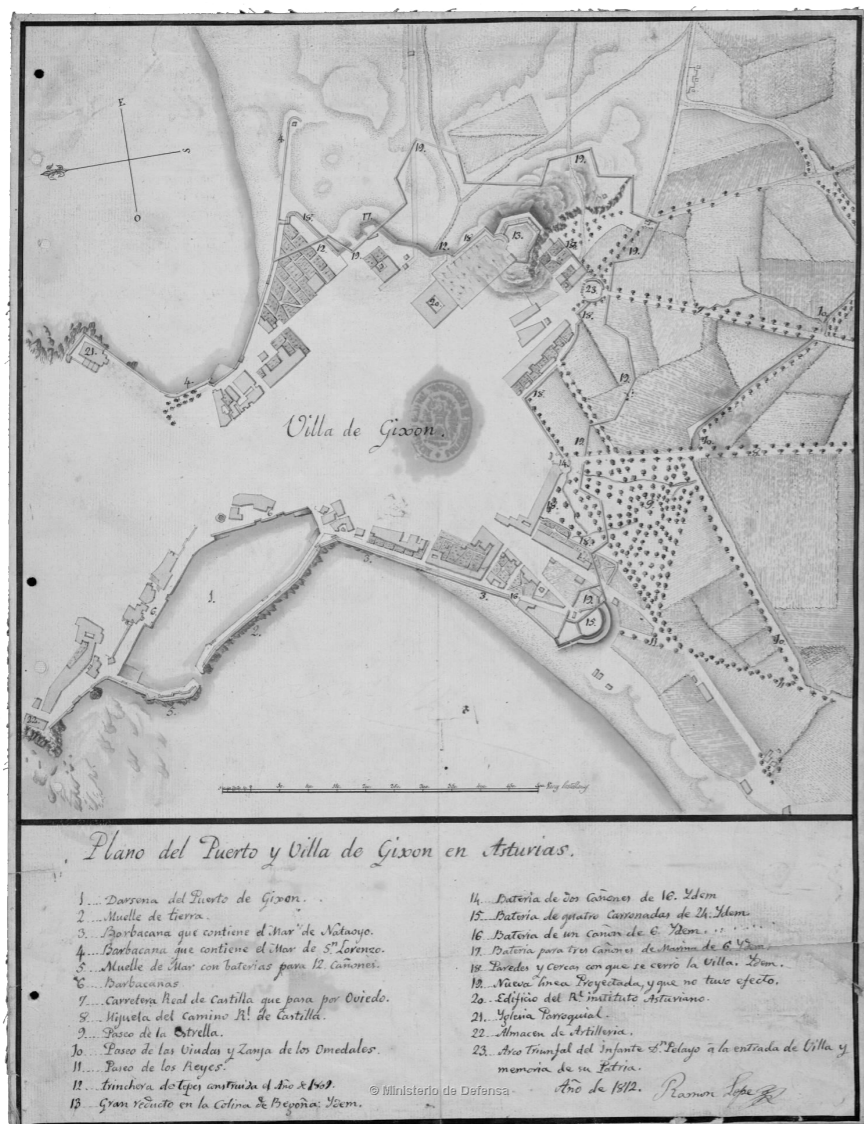 E
S
O
Villa de Gixon.
Plano del Puerto y Villa de Gixon en Asturias.
1 Darsena del Puerto de Gixon.
2 Muelle de tierra.
3 Barbacana que contiene el Mar de Nataoyo.
4 Barbacana que contiene el Mar de Sn. Lorenzo.
5 Muelle de Mar con baterias para 12. Cañones.
6 Barbacanas
7 Carretera Real de Castilla que pasa por Oviedo.
8 Hijuela del Camino Rl. de Castilla.
9 Paseo de la Estrella.
10 Paseo de las Viudas y Zanja de los Omedales.
11 Paseo de los Reyes.
12 trinchera de tepes construida el Año de 1809.
13 Gran reducto en la Colina de Begoña: Ydem.
14 Bateria de dos Cañones de 16. Ydem
15 Bateria de quatro Carronadas de 24. Ydem.
16 Bateria de un Cañon de 6. Ydem.
17 Bateria para tres Cañones de Marina de 6. Ydem
18 Paredes y Cercas con que se cerró la Villa. Ydem.
19 Nueva linea Proyectada, y que no tuvo efecto.
20 Edificio del Rl. instituto Asturiano.
21 Yglesia Parroquial.
22 Almacen de Artilleria.
23 Arco Triunfal del Infante Dn. Pelayo a la entrada de Villa y
memoria de su Patria.
Año de 1812. Ramon Lope
© Ministerio de Defensa